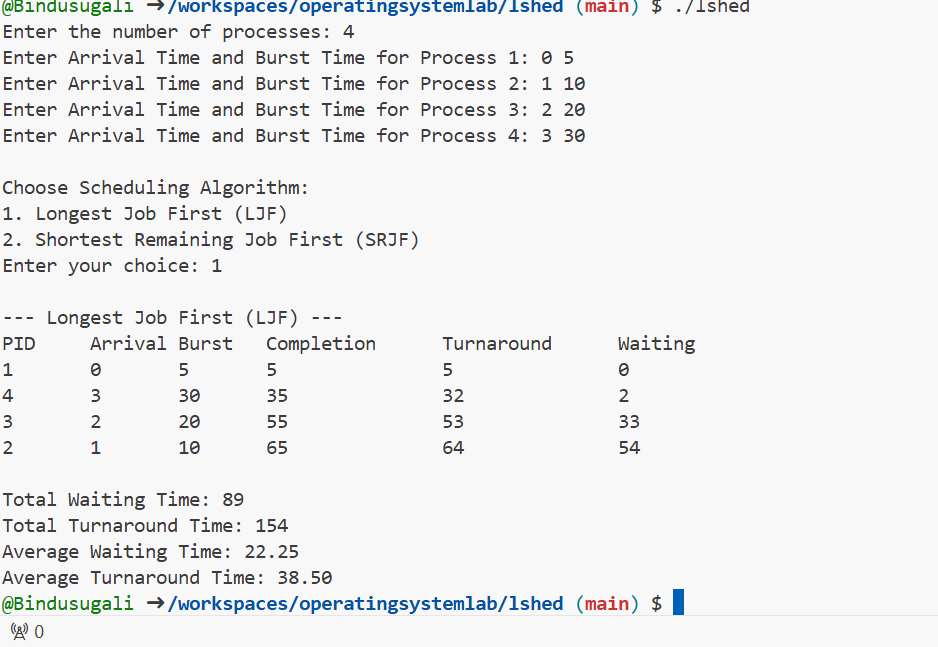 @Bindusugali ➜/workspaces/operatingsystemlab/lshed (main) $ ./lshed
Enter the number of processes: 4
Enter Arrival Time and Burst Time for Process 1: 0 5
Enter Arrival Time and Burst Time for Process 2: 1 10
Enter Arrival Time and Burst Time for Process 3: 2 20
Enter Arrival Time and Burst Time for Process 4: 3 30
Choose Scheduling Algorithm:
1. Longest Job First (LJF)
2. Shortest Remaining Job First (SRJF)
Enter your choice: 1
--- Longest Job First (LJF) ---
PID Arrival Burst Completion Turnaround Waiting
1 0 5 5 5 0
4 3 30 35 32 2
3 2 20 55 53 33
2 1 10 65 64 54
Total Waiting Time: 89
Total Turnaround Time: 154
Average Waiting Time: 22.25
Average Turnaround Time: 38.50
@Bindusugali ➜/workspaces/operatingsystemlab/lshed (main) $
0